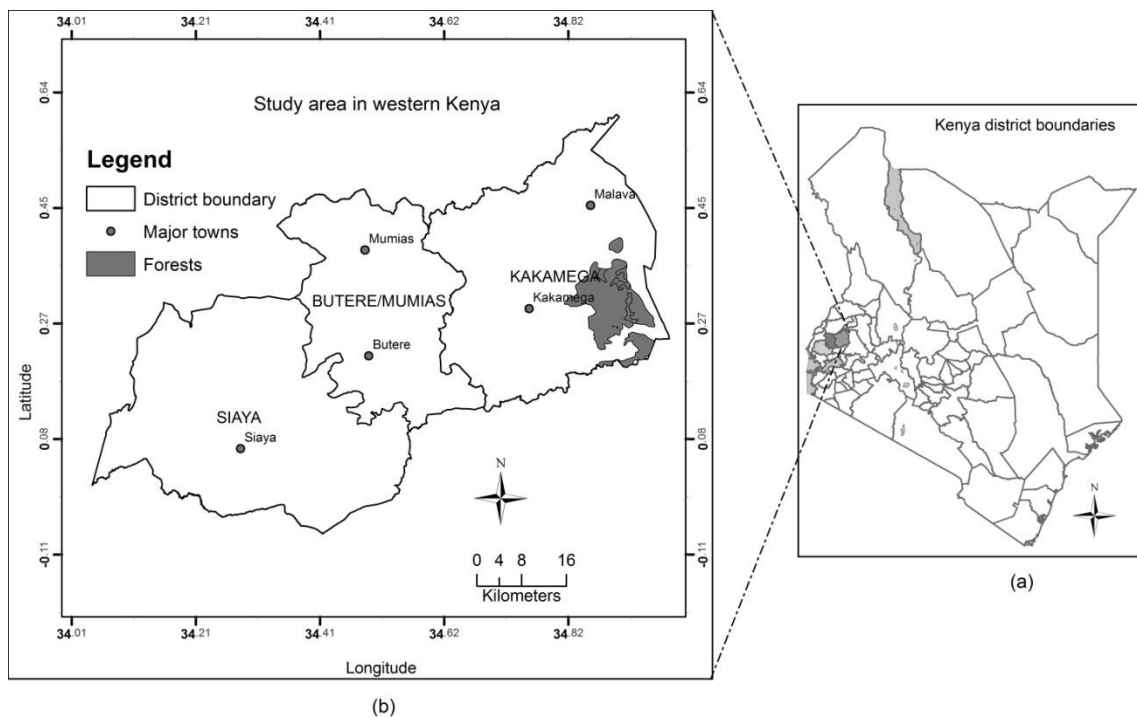 34.01 34.21 34.41 34.62 34.82
Study area in western Kenya
Legend
District boundary
Major towns
Forests
0.64
0.45
0.27
0.08
-0.11
Latitude
0.64
0.45
0.27
0.08
-0.11
Malava
Mumias
KAKAMEGA
Kakamega
BUTERE/MUMIAS
Butere
SIAYA
Siaya
N
0 4 8 16
Kilometers
34.01 34.21 34.41 34.62 34.82
Longitude
(b)
Kenya district boundaries
N
(a)